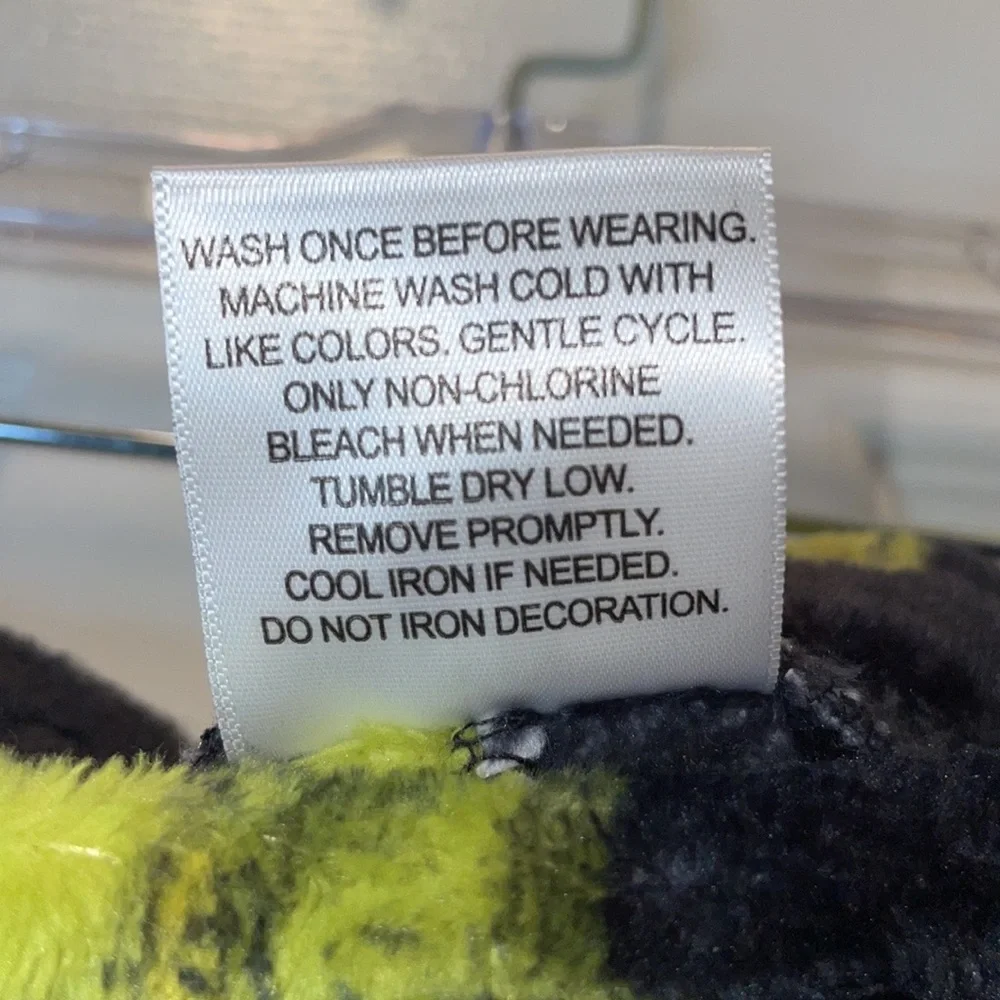 WASH ONCE BEFORE WEARING.
MACHINE WASH COLD WITH
LIKE COLORS. GENTLE CYCLE.
ONLY NON-CHLORINE
BLEACH WHEN NEEDED.
TUMBLE DRY LOW.
REMOVE PROMPTLY.
COOL IRON IF NEEDED.
DO NOT IRON DECORATION.